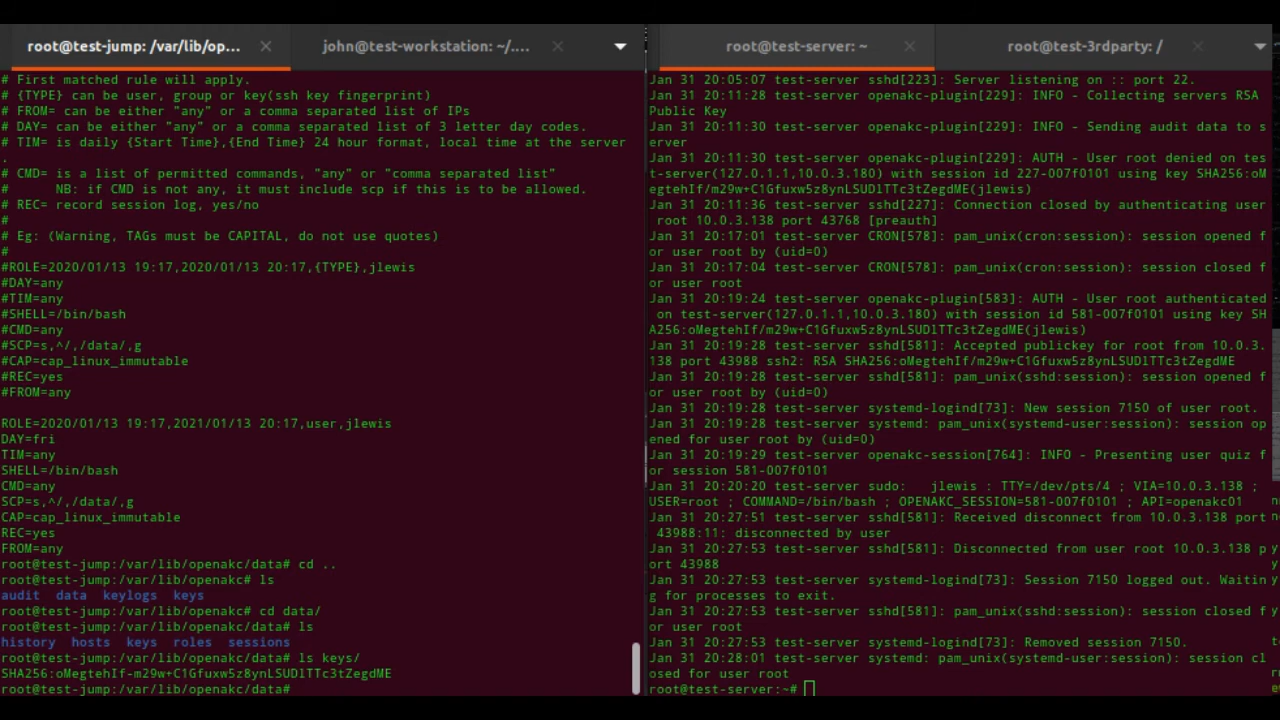 root@test-jump: /var/lib/op...
john@test-workstation: ~/....
# First matched rule will apply.
# {TYPE} can be user, group or key(ssh key fingerprint)
# FROM= can be either "any" or a comma separated list of IPs
# DAY= can be either "any" or a comma separated list of 3 letter day codes.
# TIM= is daily {Start Time},{End Time} 24 hour format, local time at the server
.
# CMD= is a list of permitted commands, "any" or "comma separated list"
#      NB: if CMD is not any, it must include scp if this is to be allowed.
# REC= record session log, yes/no
#
# Eg: (Warning, TAGs must be CAPITAL, do not use quotes)
#
#ROLE=2020/01/13 19:17,2020/01/13 20:17,{TYPE},jlewis
#DAY=any
#TIM=any
#SHELL=/bin/bash
#CMD=any
#SCP=s,^/,/data/,g
#CAP=cap_linux_immutable
#REC=yes
#FROM=any
ROLE=2020/01/13 19:17,2021/01/13 20:17,user,jlewis
DAY=fri
TIM=any
SHELL=/bin/bash
CMD=any
SCP=s,^/,/data/,g
CAP=cap_linux_immutable
REC=yes
FROM=any
root@test-jump:/var/lib/openakc/data# cd ..
root@test-jump:/var/lib/openakc# ls
audit  data  keylogs  keys
root@test-jump:/var/lib/openakc# cd data/
root@test-jump:/var/lib/openakc/data# ls
history  hosts  keys  roles  sessions
root@test-jump:/var/lib/openakc/data# ls keys/
SHA256:oMegtehIf-m29w+C1Gfuxw5z8ynLSUDlTTc3tZegdME
root@test-jump:/var/lib/openakc/data#
root@test-server: ~
root@test-3rdparty: /
Jan 31 20:05:07 test-server sshd[223]: Server listening on :: port 22.
Jan 31 20:11:28 test-server openakc-plugin[229]: INFO - Collecting servers RSA
Public Key
Jan 31 20:11:30 test-server openakc-plugin[229]: INFO - Sending audit data to s
erver
Jan 31 20:11:30 test-server openakc-plugin[229]: AUTH - User root denied on tes
t-server(127.0.1.1,10.0.3.180) with session id 227-007f0101 using key SHA256:oM
egtehIf/m29w+C1Gfuxw5z8ynLSUDlTTc3tZegdME(jlewis)
Jan 31 20:11:36 test-server sshd[227]: Connection closed by authenticating user
 root 10.0.3.138 port 43768 [preauth]
Jan 31 20:17:01 test-server CRON[578]: pam_unix(cron:session): session opened f
or user root by (uid=0)
Jan 31 20:17:04 test-server CRON[578]: pam_unix(cron:session): session closed f
or user root
Jan 31 20:19:24 test-server openakc-plugin[583]: AUTH - User root authenticated
 on test-server(127.0.1.1,10.0.3.180) with session id 581-007f0101 using key SH
A256:oMegtehIf/m29w+C1Gfuxw5z8ynLSUDlTTc3tZegdME(jlewis)
Jan 31 20:19:28 test-server sshd[581]: Accepted publickey for root from 10.0.3.
138 port 43988 ssh2: RSA SHA256:oMegtehIf/m29w+C1Gfuxw5z8ynLSUDlTTc3tZegdME
Jan 31 20:19:28 test-server sshd[581]: pam_unix(sshd:session): session opened f
or user root by (uid=0)
Jan 31 20:19:28 test-server systemd-logind[73]: New session 7150 of user root.
Jan 31 20:19:28 test-server systemd: pam_unix(systemd-user:session): session op
ened for user root by (uid=0)
Jan 31 20:19:29 test-server openakc-session[764]: INFO - Presenting user quiz f
or session 581-007f0101
Jan 31 20:20:20 test-server sudo:   jlewis : TTY=/dev/pts/4 ; VIA=10.0.3.138 ;
USER=root ; COMMAND=/bin/bash ; OPENAKC_SESSION=581-007f0101 ; API=openakc01
Jan 31 20:27:51 test-server sshd[581]: Received disconnect from 10.0.3.138 port
 43988:11: disconnected by user
Jan 31 20:27:53 test-server sshd[581]: Disconnected from user root 10.0.3.138 p
ort 43988
Jan 31 20:27:53 test-server systemd-logind[73]: Session 7150 logged out. Waitin
g for processes to exit.
Jan 31 20:27:53 test-server sshd[581]: pam_unix(sshd:session): session closed f
or user root
Jan 31 20:27:53 test-server systemd-logind[73]: Removed session 7150.
Jan 31 20:28:01 test-server systemd: pam_unix(systemd-user:session): session cl
osed for user root
root@test-server:~#